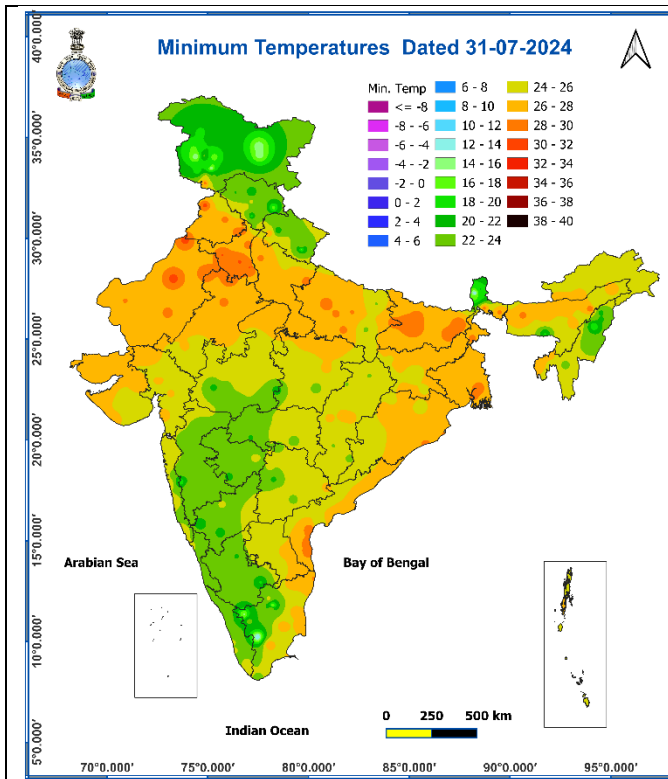 Minimum Temperatures Dated 31-07-2024
Min. Temp
<= -8
-8 - -6
-6 - -4
-4 - -2
-2 - 0
0 - 2
2 - 4
4 - 6
6 - 8
8 - 10
10 - 12
12 - 14
14 - 16
16 - 18
18 - 20
20 - 22
22 - 24
24 - 26
26 - 28
28 - 30
30 - 32
32 - 34
34 - 36
36 - 38
38 - 40
40°0.000'
35°0.000'
30°0.000'
25°0.000'
20°0.000'
15°0.000'
10°0.000'
5°0.000'
Arabian Sea
Bay of Bengal
Indian Ocean
0 250 500 km
70°0.000' 75°0.000' 80°0.000' 85°0.000' 90°0.000' 95°0.000'